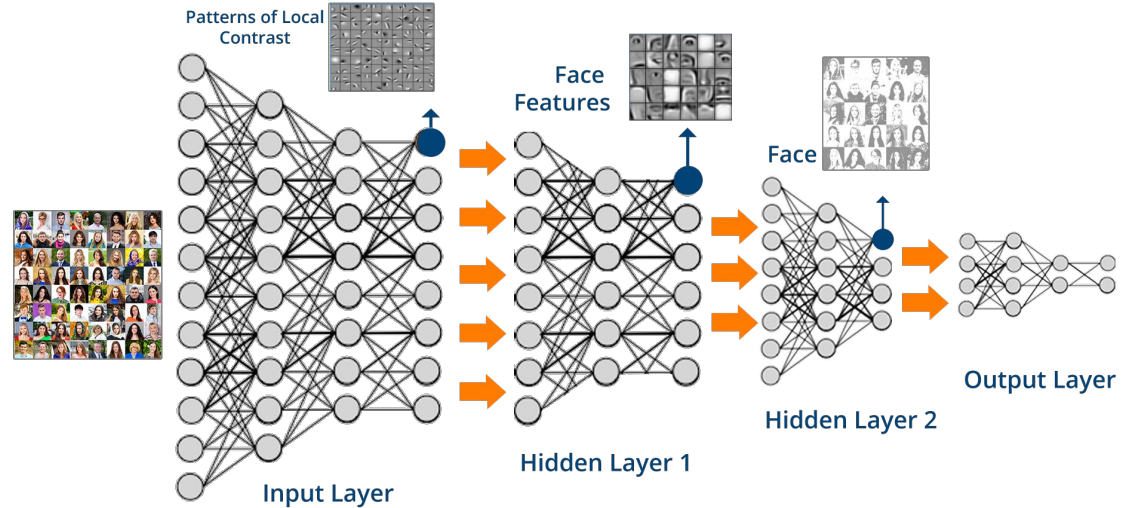 Patterns of Local
Contrast
Face
Features
Face
Input Layer
Hidden Layer 1
Hidden Layer 2
Output Layer